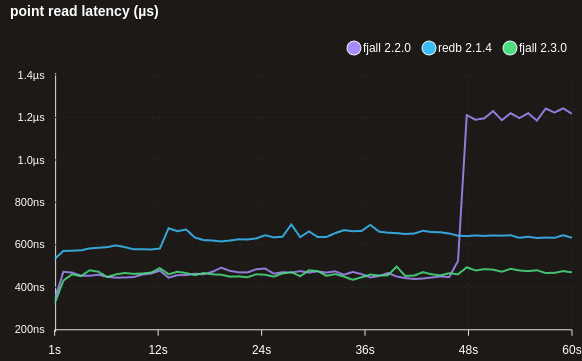 point read latency (µs)
fjall 2.2.0 redb 2.1.4 fjall 2.3.0
1.4µs
1.2µs
1.0µs
800ns
600ns
400ns
200ns
1s 12s 24s 36s 48s 60s